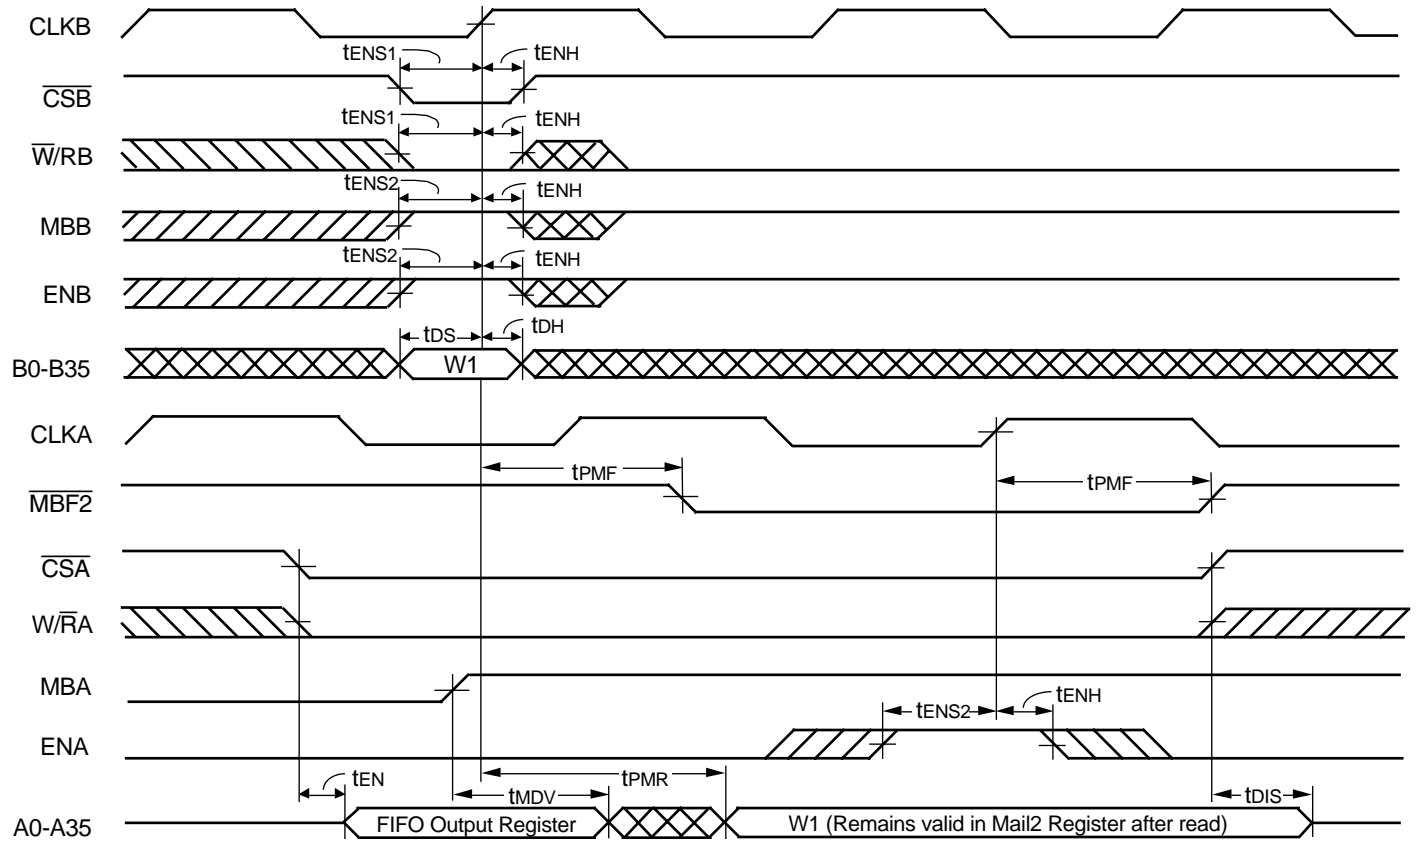 CLKB
tENS1
tENH
CSB
tENS1
tENH
W/RB
tENS2
tENH
MBB
tENS2
tENH
ENB
tDS
tDH
B0-B35
W1
CLKA
tPMF
tPMF
MBF2
CSA
W/RA
MBA
tENS2
tENH
ENA
tEN
tPMR
tMDV
tDIS
A0-A35
FIFO Output Register
W1 (Remains valid in Mail2 Register after read)